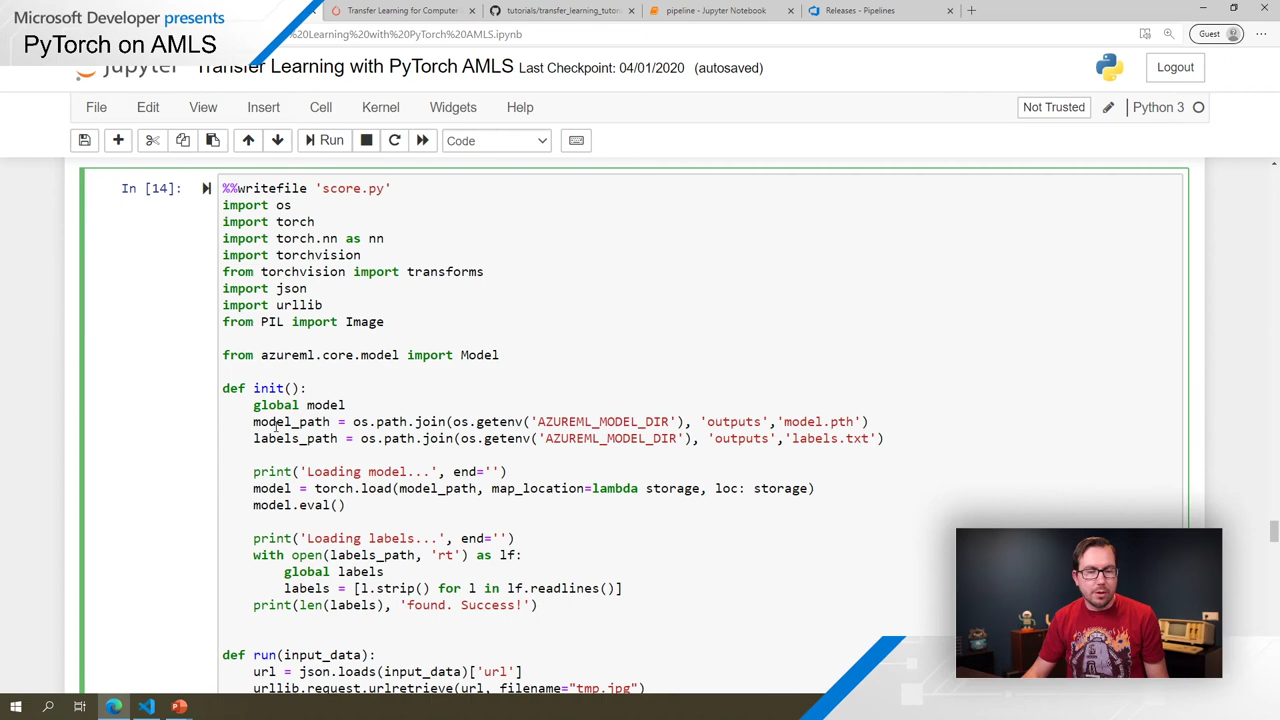 Microsoft Developer presents
PyTorch on AMLS
Transfer Learning for Computer
tutorials/transfer_learning_tutor
pipeline - Jupyter Notebook
Releases - Pipelines
%20Learning%20with%20PyTorch%20AMLS.ipynb
Guest
jupyter
Transfer Learning with PyTorch AMLS Last Checkpoint: 04/01/2020 (autosaved)
Logout
File Edit View Insert Cell Kernel Widgets Help
Not Trusted
Python 3
Run
Code
In [14]:
%%writefile 'score.py'
import os
import torch
import torch.nn as nn
import torchvision
from torchvision import transforms
import json
import urllib
from PIL import Image
from azureml.core.model import Model
def init():
global model
model_path = os.path.join(os.getenv('AZUREML_MODEL_DIR'), 'outputs','model.pth')
labels_path = os.path.join(os.getenv('AZUREML_MODEL_DIR'), 'outputs','labels.txt')
print('Loading model...', end='')
model = torch.load(model_path, map_location=lambda storage, loc: storage)
model.eval()
print('Loading labels...', end='')
with open(labels_path, 'rt') as lf:
global labels
labels = [l.strip() for l in lf.readlines()]
print(len(labels), 'found. Success!')
def run(input_data):
url = json.loads(input_data)['url']
urllib.request.urlretrieve(url, filename="tmp.jpg")